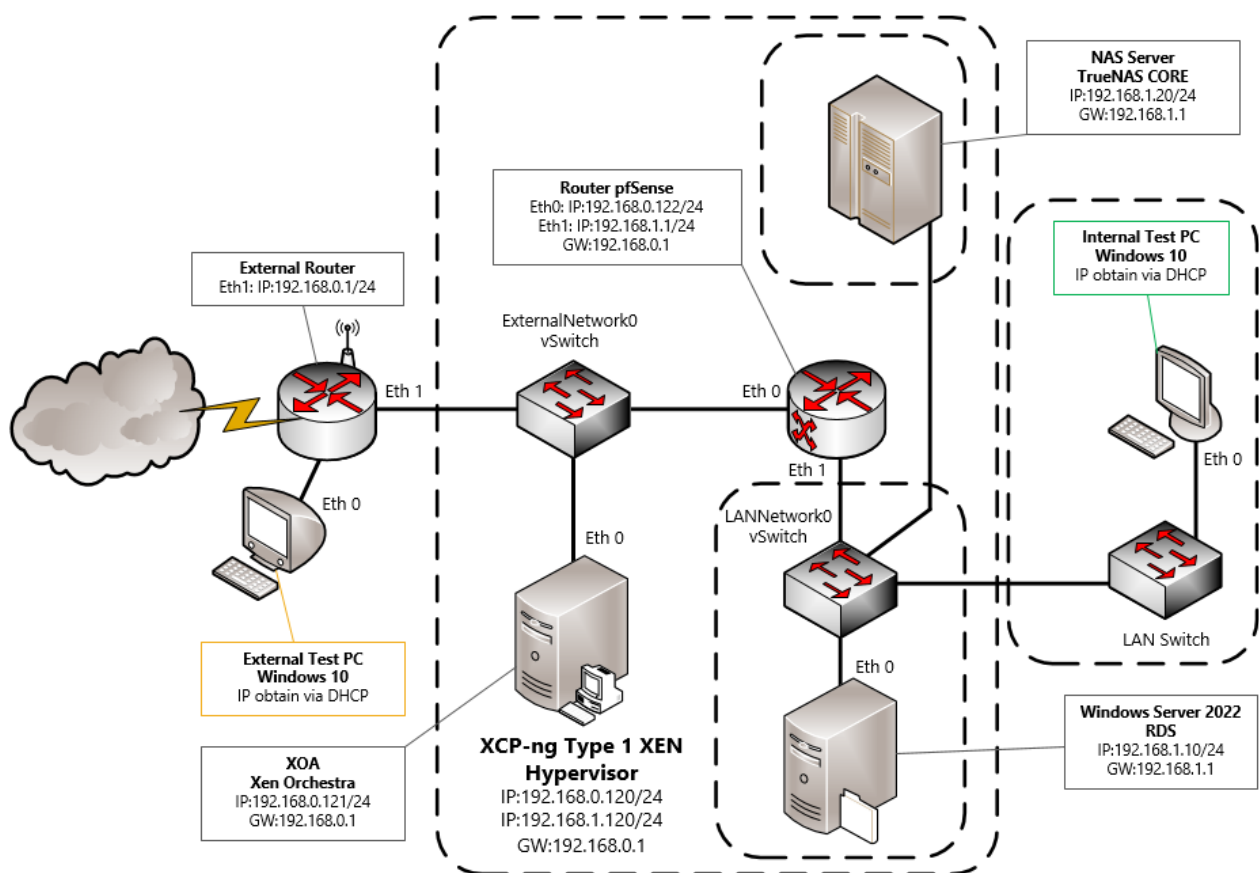 NAS Server
TrueNAS CORE
IP:192.168.1.20/24
GW:192.168.1.1
Router pfSense
Eth0: IP:192.168.0.122/24
Eth1: IP:192.168.1.1/24
GW:192.168.0.1
Internal Test PC
Windows 10
IP obtain via DHCP
External Router
Eth1: IP:192.168.0.1/24
ExternalNetwork0
vSwitch
Eth 1
Eth 0
Eth 0
Eth 1
Eth 0
LANNetwork0
vSwitch
Eth 0
LAN Switch
External Test PC
Windows 10
IP obtain via DHCP
Eth 0
Windows Server 2022
RDS
IP:192.168.1.10/24
GW:192.168.1.1
XOA
Xen Orchestra
IP:192.168.0.121/24
GW:192.168.0.1
XCP-ng Type 1 XEN
Hypervisor
IP:192.168.0.120/24
IP:192.168.1.120/24
GW:192.168.0.1